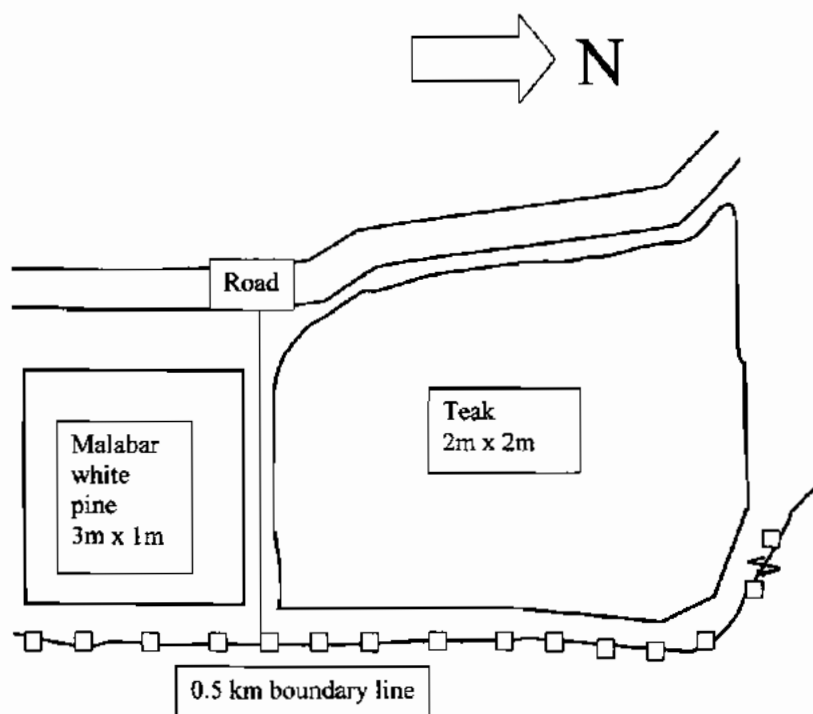 N
Road
Teak
2m x 2m
Malabar
white
pine
3m x 1m
0.5 km boundary line